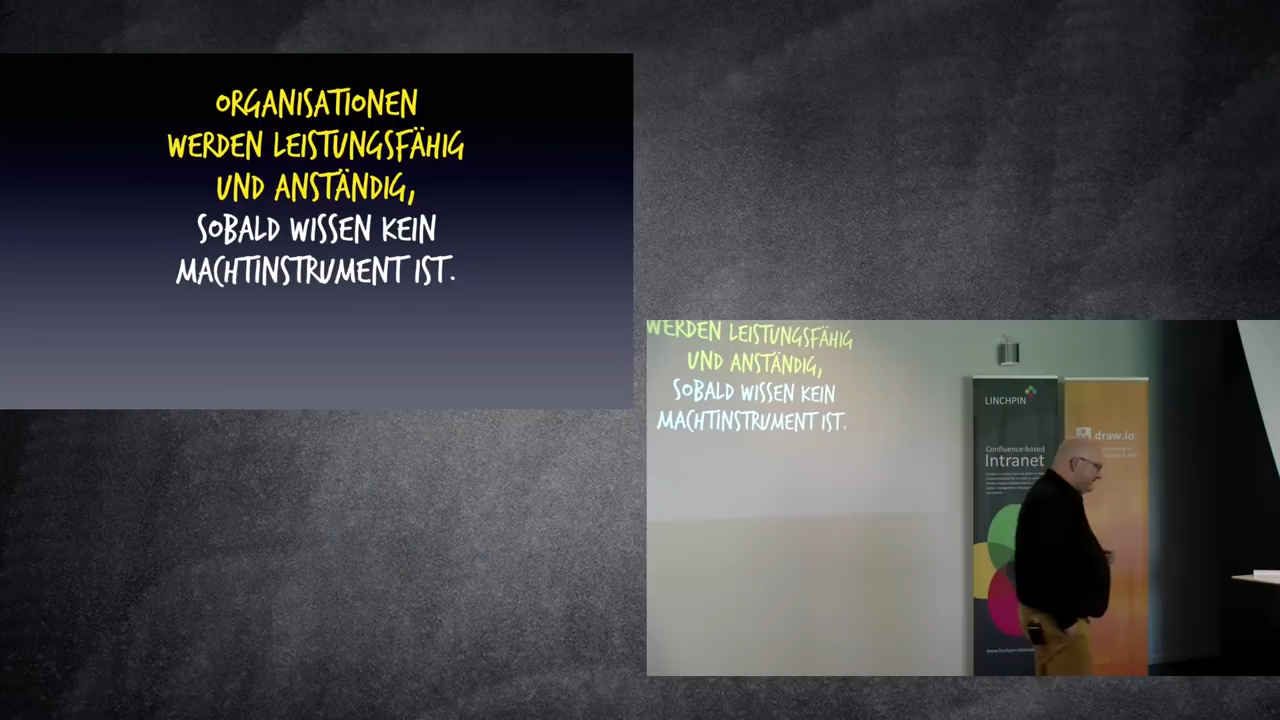 ORGANISATIONEN
WERDEN LEISTUNGSFÄHIG
UND ANSTÄNDIG,
SOBALD WISSEN KEIN
MACHTINSTRUMENT IST.
WERDEN LEISTUNGSFÄHIG
UND ANSTÄNDIG,
SOBALD WISSEN KEIN
MACHTINSTRUMENT IST.
LINCHPIN
draw.io
Confluence-based
Intranet